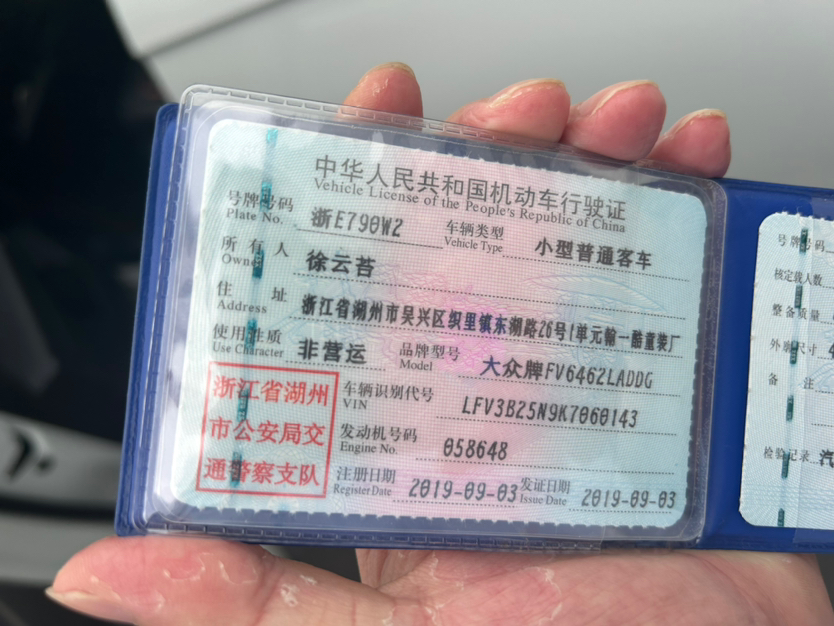 中华人民共和国机动车行驶证
Vehicle License of the People's Republic of China
号牌号码 浙E790W2 车辆类型 小型普通客车
Plate No. Vehicle Type
所有人 徐云苔
Owner
住址 浙江省湖州市吴兴区织里镇东湖路26号1单元翰一酷童装厂
Address
使用性质 非营运 品牌型号 大众牌FV6462LADDG
Use Character Model
浙江省湖州
市公安局交
通警察支队
车辆识别代号 LFV3B25N9K7060143
VIN
发动机号码 058648
Engine No.
注册日期 2019-09-03 发证日期 2019-09-03
Register Date Issue Date
号牌号码
核定载人数
整备质量
外廓尺寸 4
备注
检验记录 汽